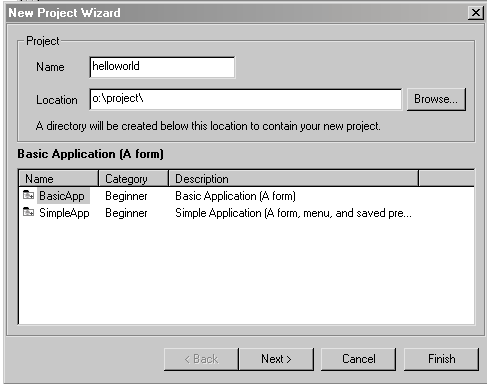 New Project Wizard
Project
Name helloworld
Location o:\project\ Browse...
A directory will be created below this location to contain your new project.
Basic Application (A form)
Name Category Description
BasicApp Beginner Basic Application (A form)
SimpleApp Beginner Simple Application (A form, menu, and saved pre...
< Back Next > Cancel Finish